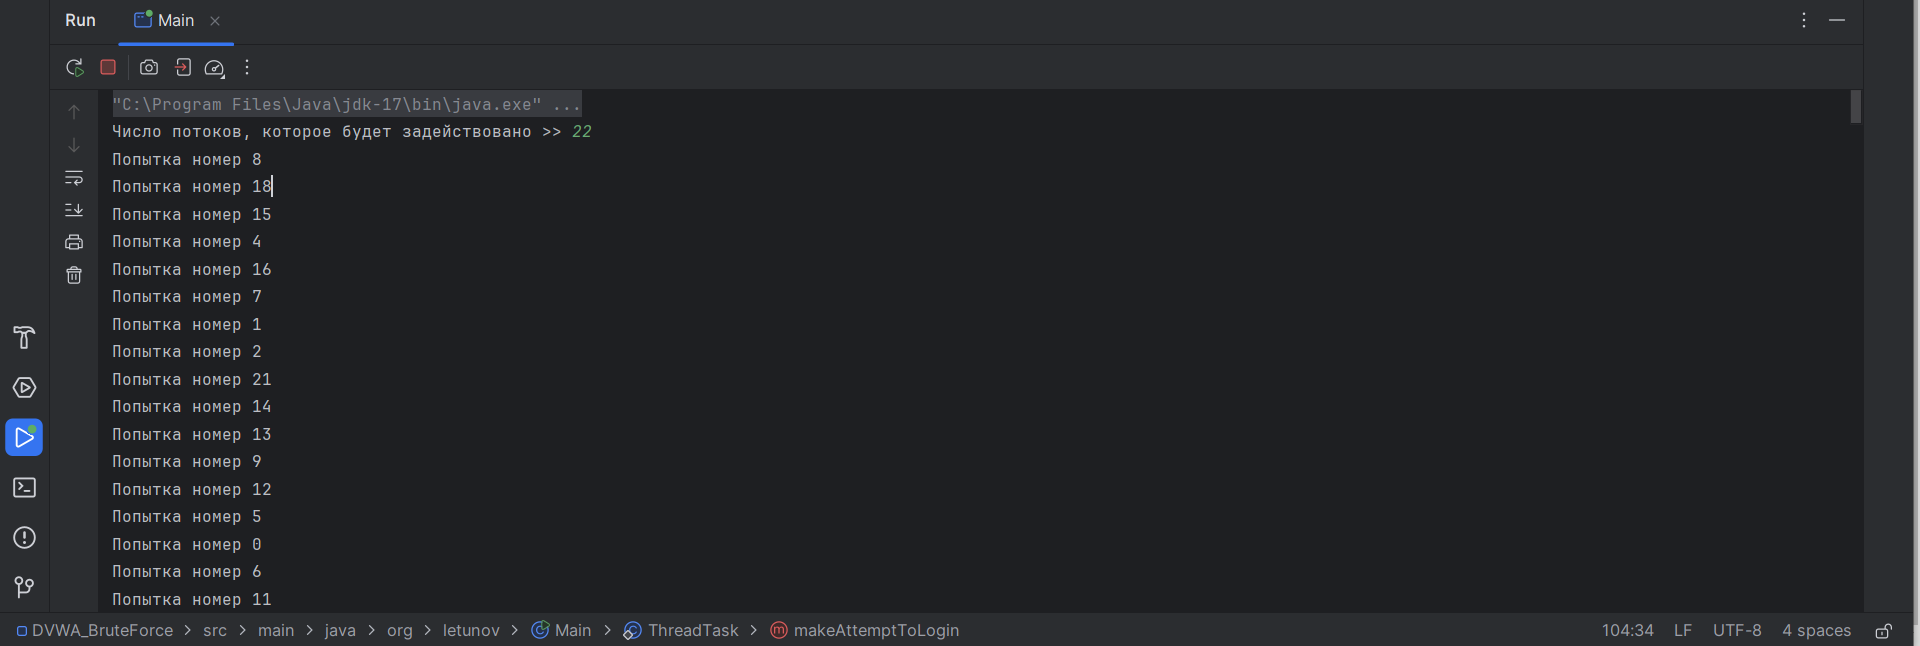 Run Main
"C:\Program Files\Java\jdk-17\bin\java.exe" ...
Число потоков, которое будет задействовано >> 22
Попытка номер 8
Попытка номер 18
Попытка номер 15
Попытка номер 4
Попытка номер 16
Попытка номер 7
Попытка номер 1
Попытка номер 2
Попытка номер 21
Попытка номер 14
Попытка номер 13
Попытка номер 9
Попытка номер 12
Попытка номер 5
Попытка номер 0
Попытка номер 6
Попытка номер 11
DVWA_BruteForce > src > main > java > org > letunov > Main > ThreadTask > makeAttemptToLogin 104:34 LF UTF-8 4 spaces